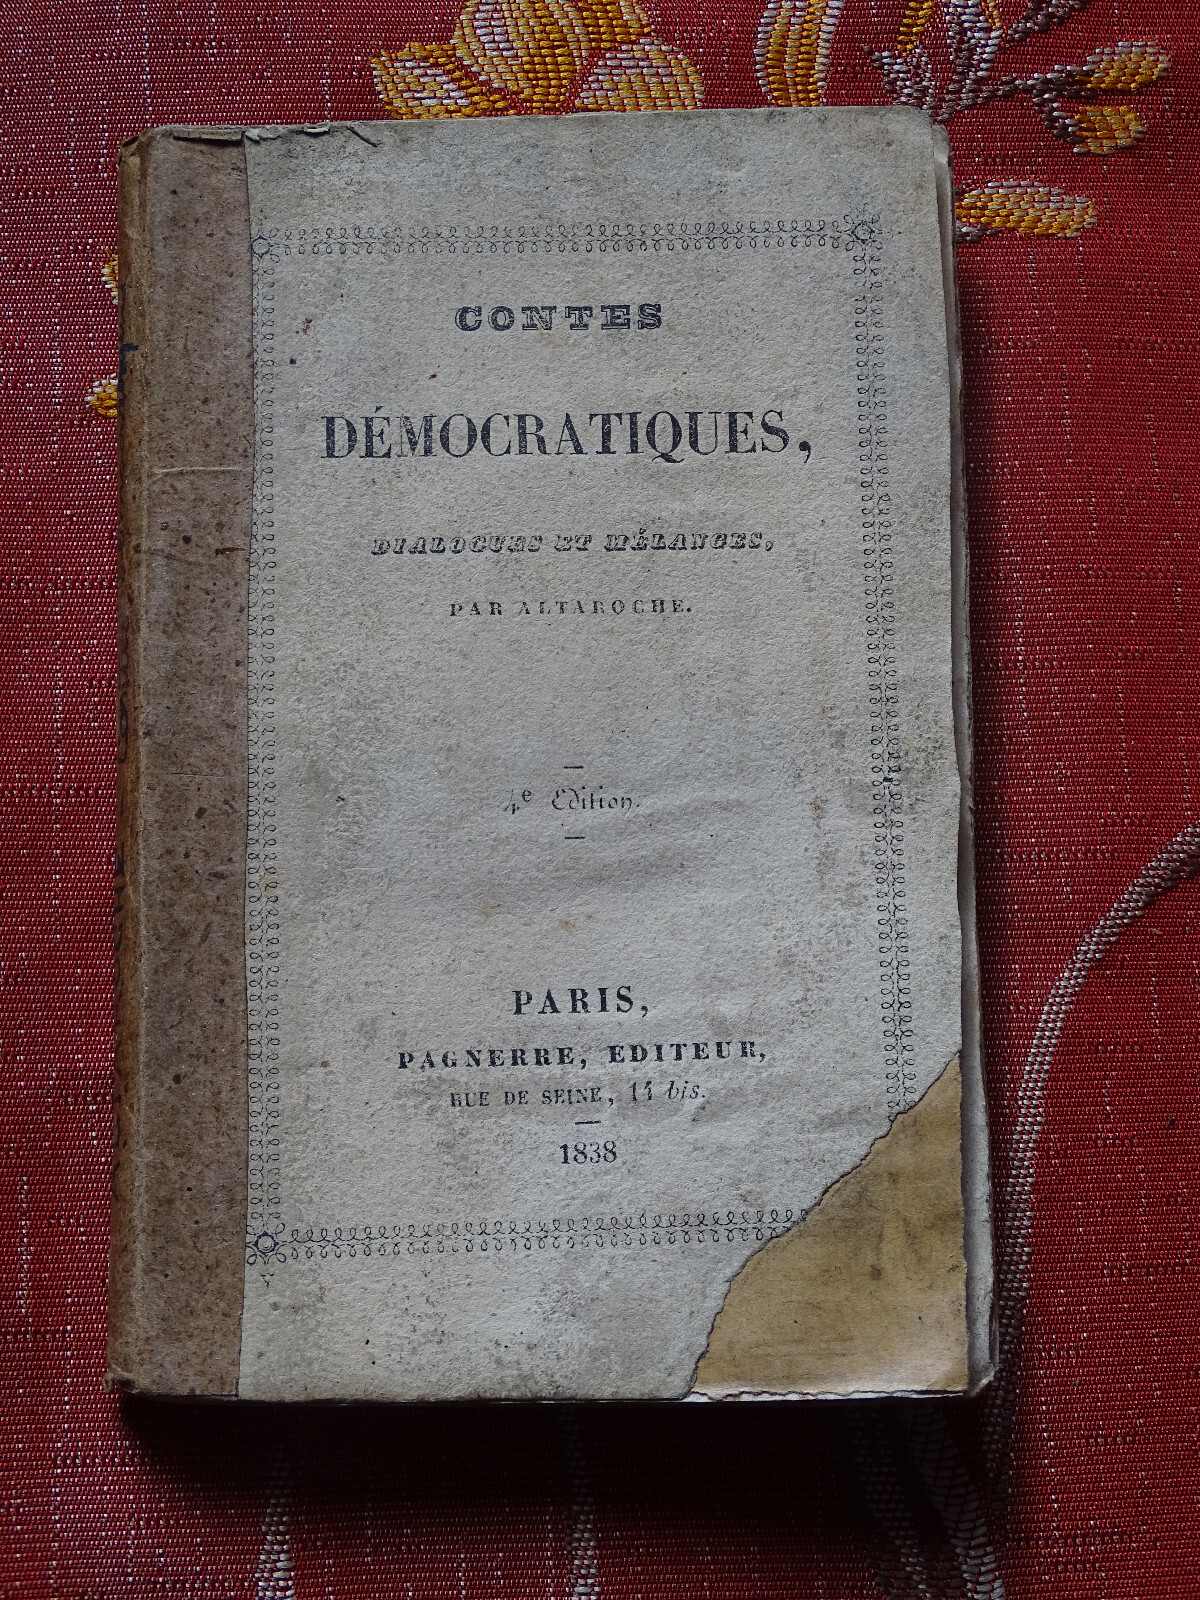 CONTES
DÉMOCRATIQUES,
DIALOGUES ET MÉLANGES,
PAR ALTAROCHE.
4e Edition.
PARIS,
PAGNERRE, EDITEUR,
RUE DE SEINE, 14 bis.
1838